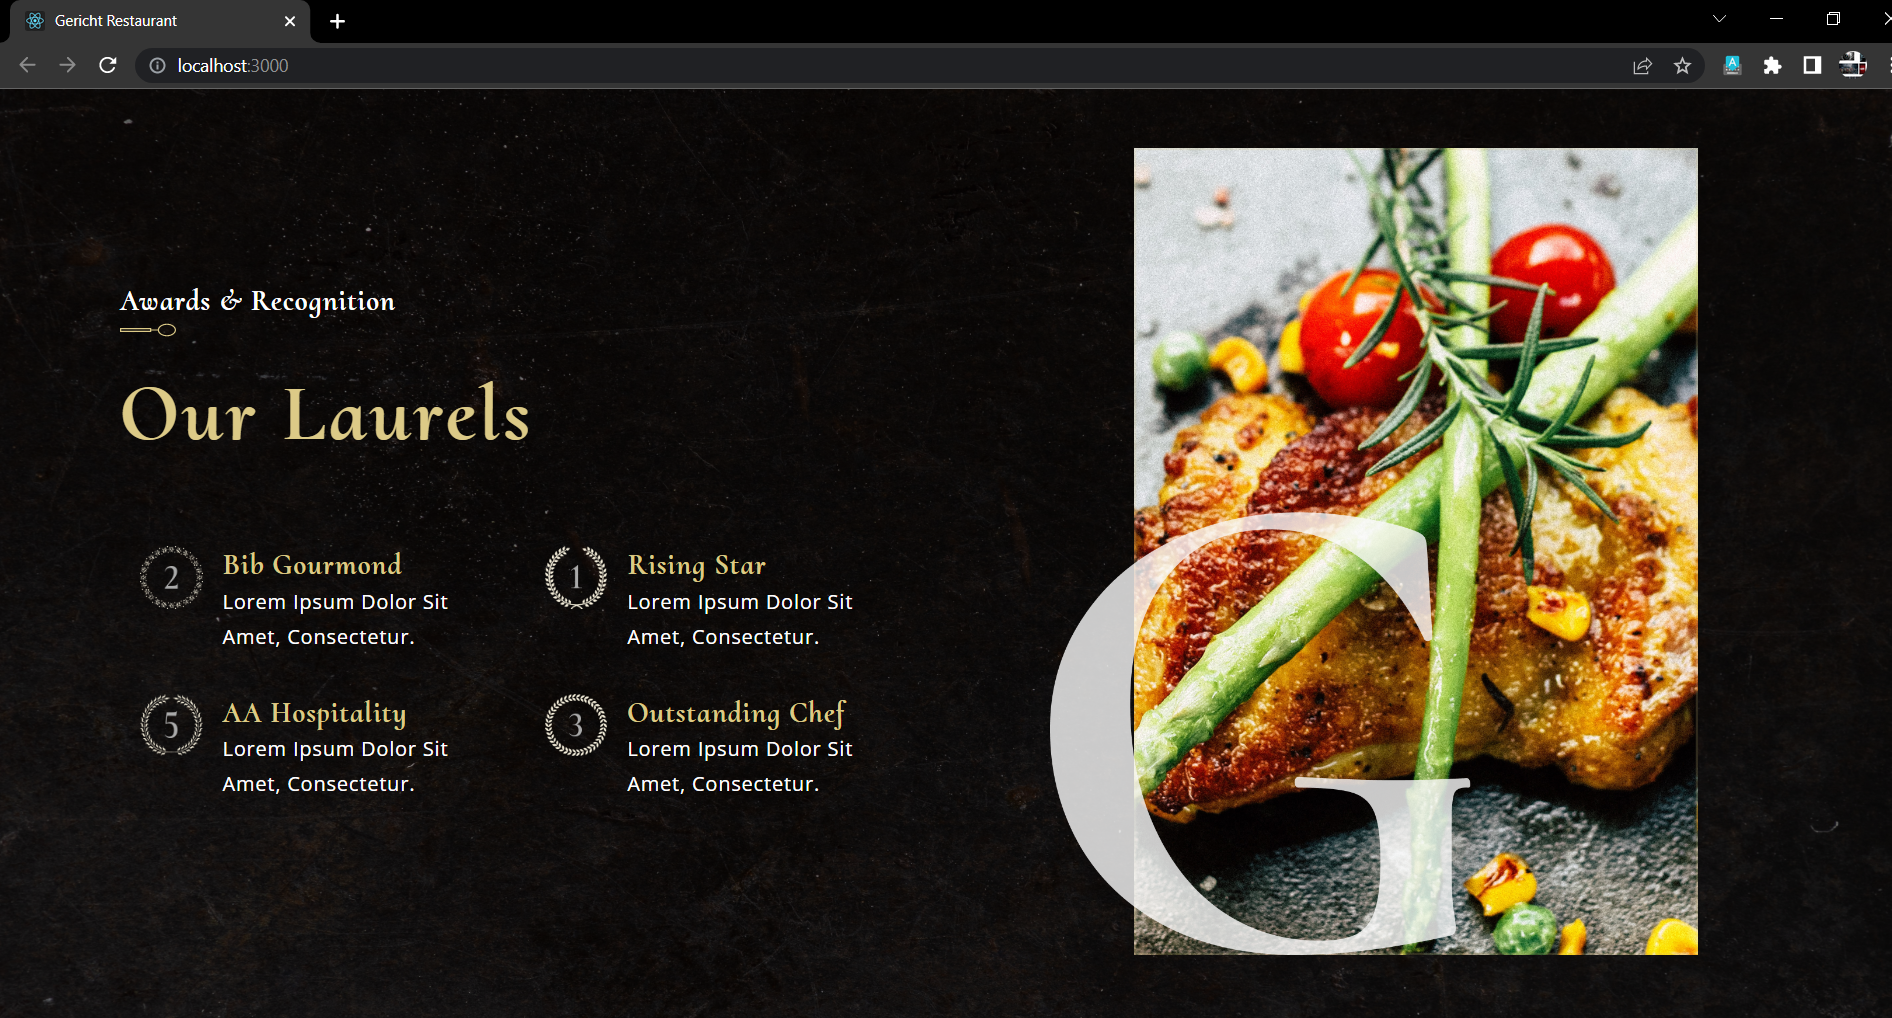 Gericht Restaurant
localhost:3000
A
Awards & Recognition
Our Laurels
2
Bib Gourmond
Lorem Ipsum Dolor Sit
Amet, Consectetur.
1
Rising Star
Lorem Ipsum Dolor Sit
Amet, Consectetur.
5
AA Hospitality
Lorem Ipsum Dolor Sit
Amet, Consectetur.
3
Outstanding Chef
Lorem Ipsum Dolor Sit
Amet, Consectetur.
G